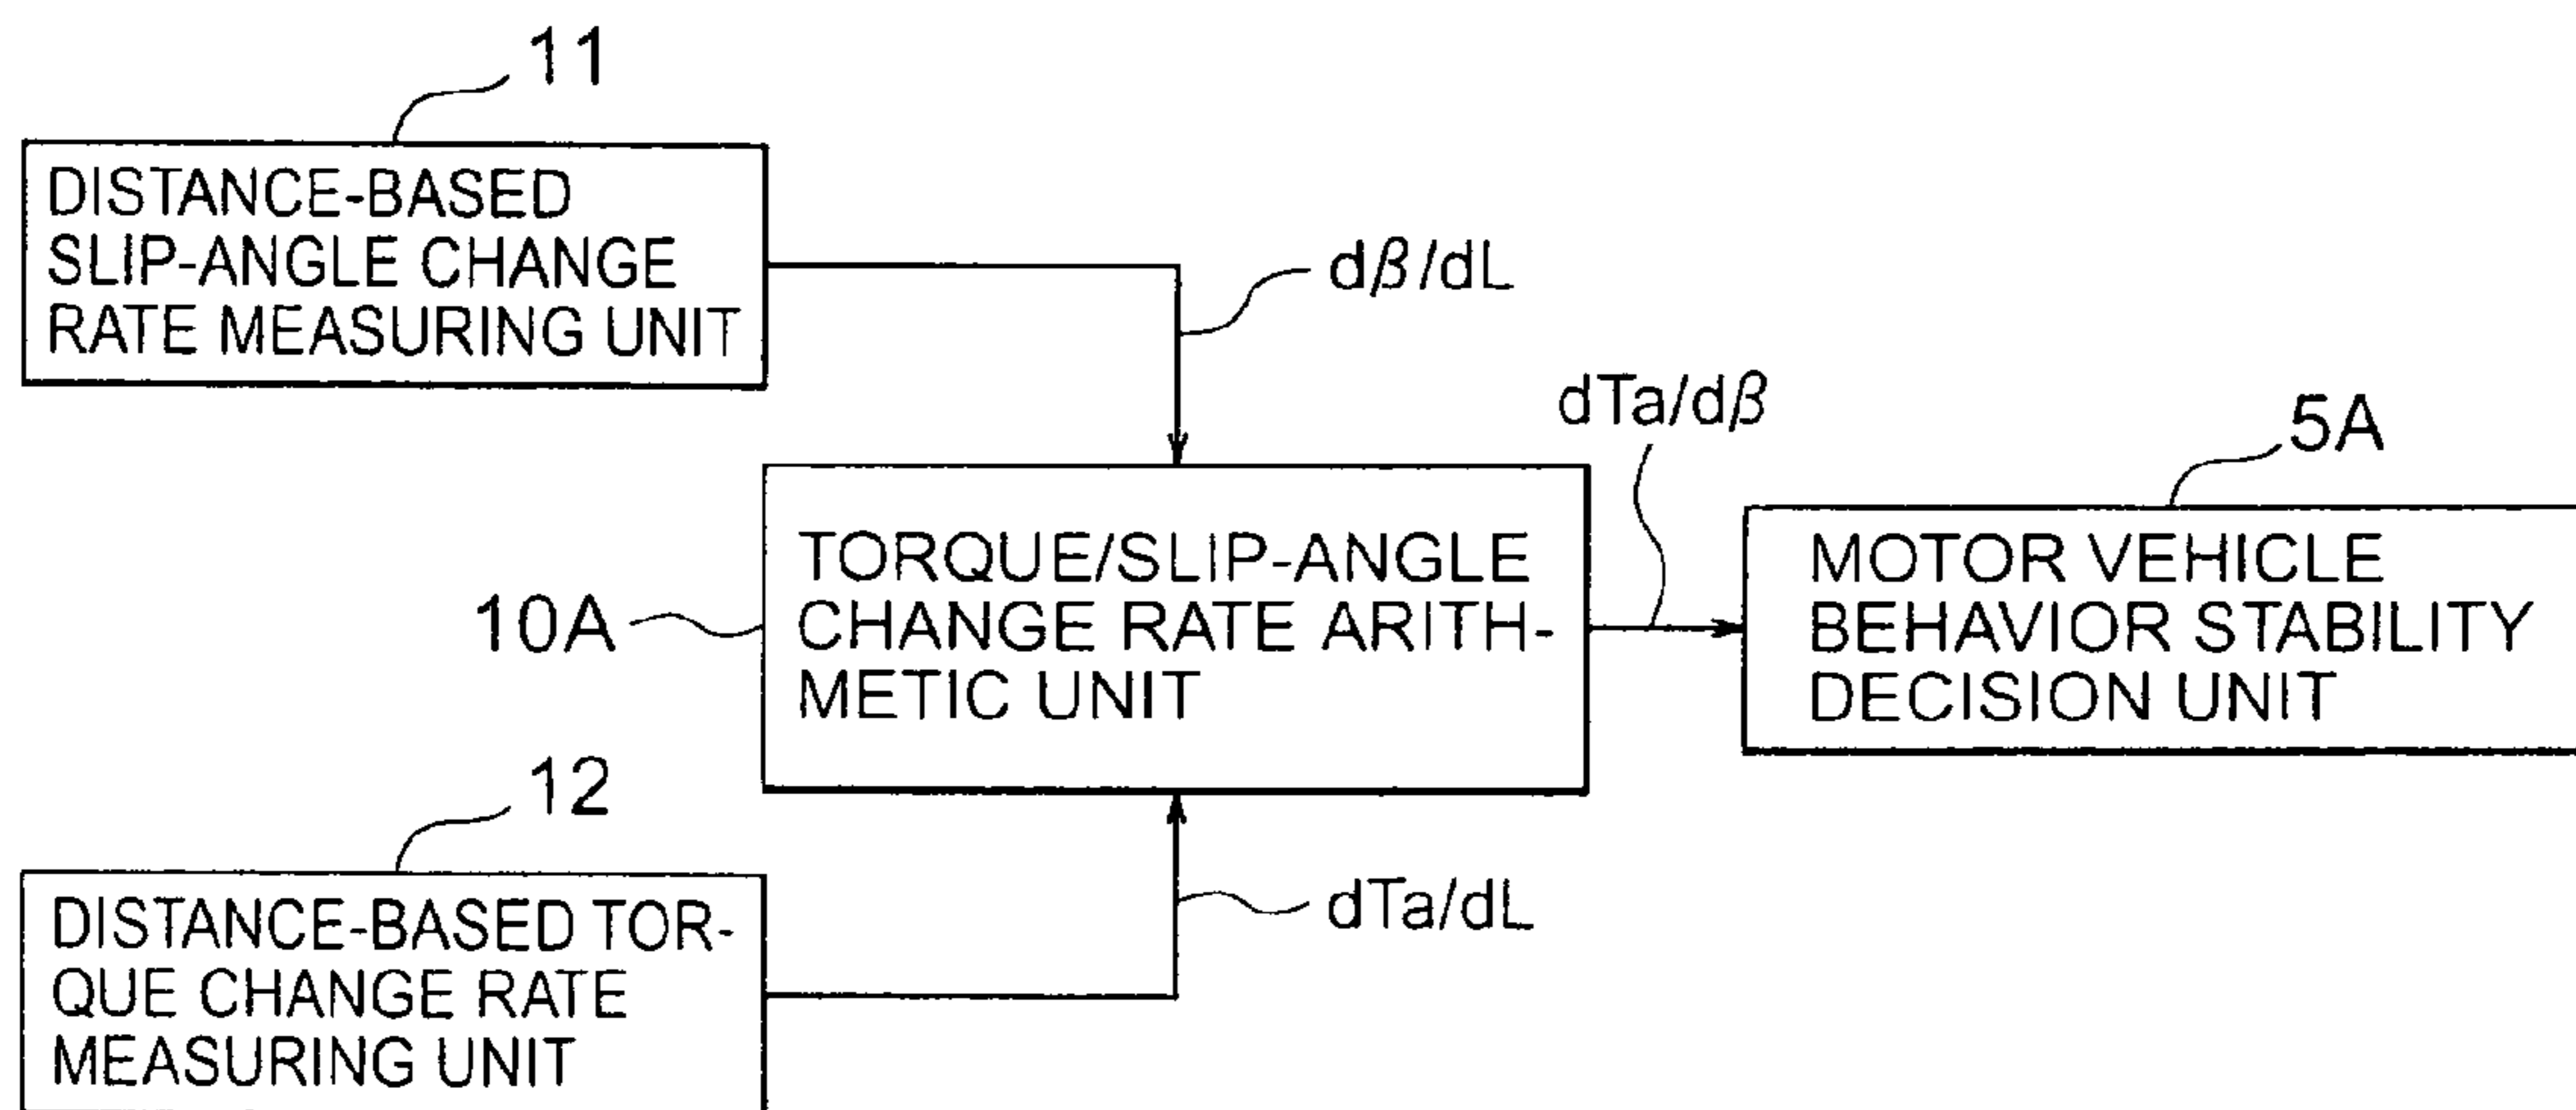 11
DISTANCE-BASED
SLIP-ANGLE CHANGE
RATE MEASURING UNIT
dβ/dL
dTa/dβ
5A
10A
TORQUE/SLIP-ANGLE
CHANGE RATE ARITH-
METIC UNIT
MOTOR VEHICLE
BEHAVIOR STABILITY
DECISION UNIT
12
DISTANCE-BASED TOR-
QUE CHANGE RATE
MEASURING UNIT
dTa/dL